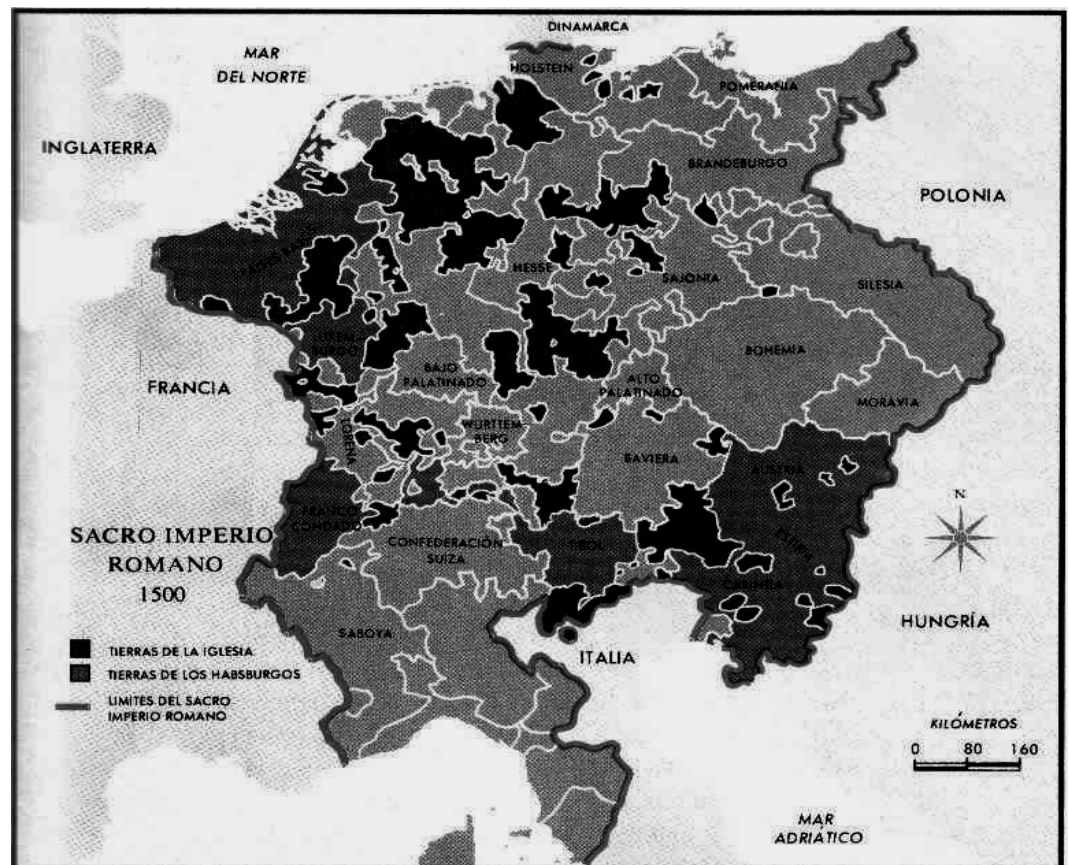 DINAMARCA
MAR
DEL NORTE
HOLSTEIN
POMERANIA
INGLATERRA
BRANDEBURGO
POLONIA
HESSE
SAJONIA
SILESIA
BOHEMIA
FRANCIA
BAJO
PALATINADO
ALTO
PALATINADO
MORAVIA
LORENA
WURTTEM-
BERG
BAVIERA
AUSTRIA
N
FRANCO
CONDADO
SACRO IMPERIO
ROMANO
1500
CONFEDERACIÓN
SUIZA
TIROL
HUNGRÍA
SABOYA
ITALIA
TIERRAS DE LA IGLESIA
TIERRAS DE LOS HABSBURGOS
LIMITES DEL SACRO
IMPERIO ROMANO
KILÓMETROS
0 80 160
MAR
ADRIÁTICO